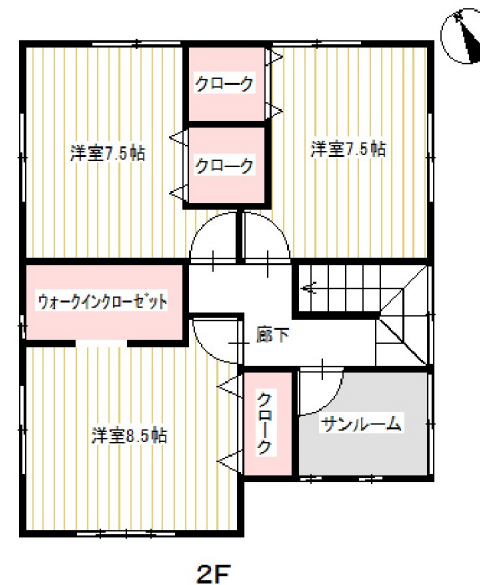 クローク
洋室7.5帖
洋室7.5帖
クローク
ウォークインクローゼット
廊下
クローク
サンルーム
洋室8.5帖
2F